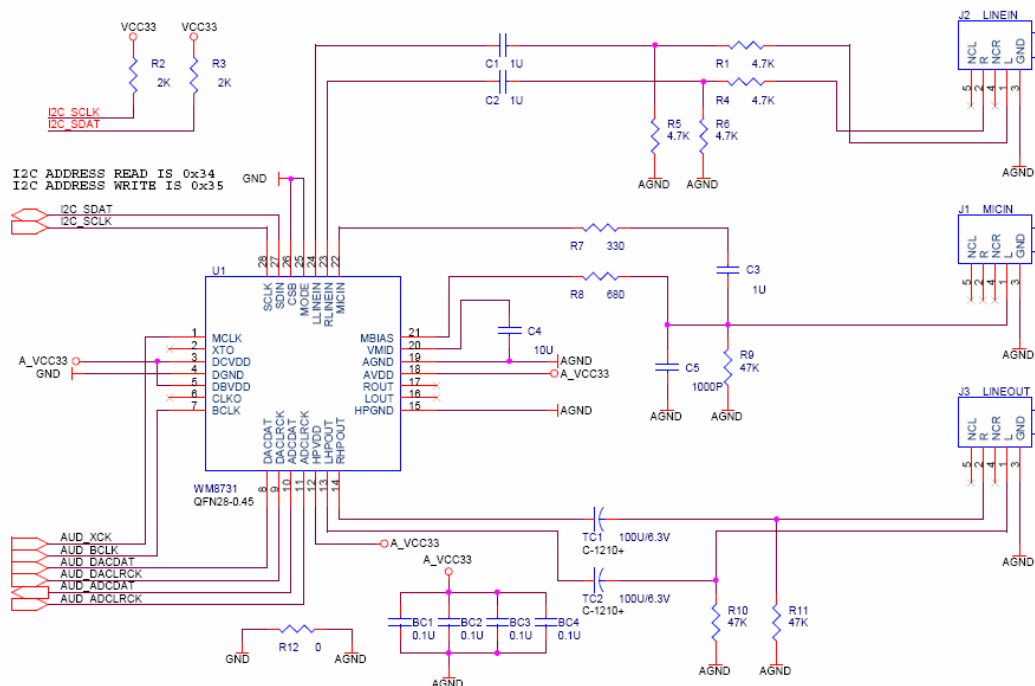 VCC33 VCC33
R2 2K
R3 2K
I2C_SCLK
I2C_SDAT
C1 1U
C2 1U
R1 4.7K
R4 4.7K
R5 4.7K
R6 4.7K
AGND AGND
J2 LINEIN
NCL R NCR L GND
5 2 4 1 3
AGND
I2C ADDRESS READ IS 0x34
I2C ADDRESS WRITE IS 0x35
GND
I2C_SDAT
I2C_SCLK
J1 MICIN
NCL R NCR L GND
5 2 4 1 3
AGND
R7 330
R8 680
C3 1U
C4 10U
C5 1000P
R9 47K
AGND AGND
U1
28 27 26 25 24 23 22
SCLK SDIN CSB MODE LLINEIN RLINEIN MICIN
1 MCLK
2 XTO
3 DCVDD
4 DGND
5 DBVDD
6 CLKO
7 BCLK
A_VCC33
GND
MBIAS 21
VMID 20
AGND 19
AVDD 18
ROUT 17
LOUT 16
HPGND 15
AGND
A_VCC33
AGND
DACDAT DACLRCK ADCDAT ADCLRCK HPVDD LHPOUT RHPOUT
8 9 10 11 12 13 14
WM8731
QFN28-0.45
J3 LINEOUT
NCL R NCR L GND
5 2 4 1 3
AGND
AUD_XCK
AUD_BCLK
AUD_DACDAT
AUD_DACLRCK
AUD_ADCDAT
AUD_ADCLRCK
A_VCC33
TC1 100U/6.3V
C-1210+
TC2 100U/6.3V
C-1210+
A_VCC33
BC1 BC2 BC3 BC4
0.1U 0.1U 0.1U 0.1U
AGND
R12 0
GND AGND
R10 47K
R11 47K
AGND AGND